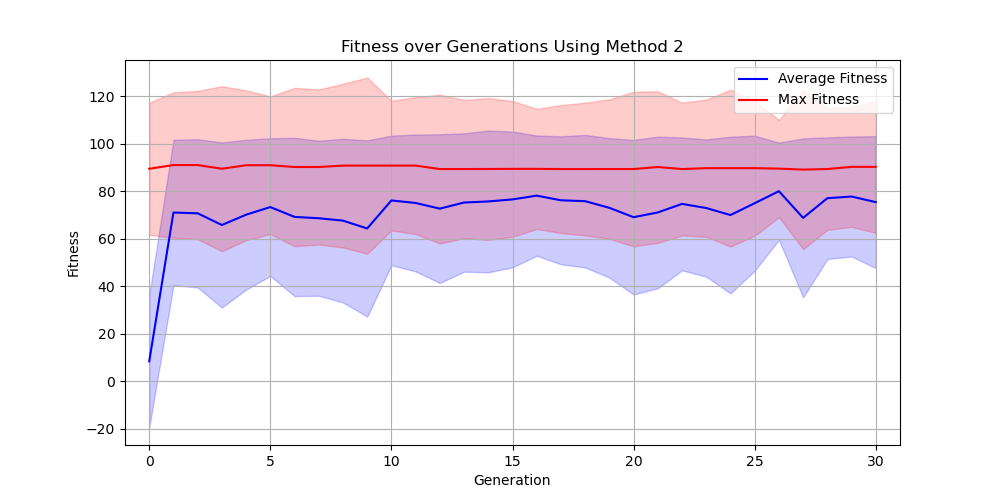 Fitness over Generations Using Method 2
Average Fitness
Max Fitness
120
100
80
60
40
20
0
−20
Fitness
0 5 10 15 20 25 30
Generation